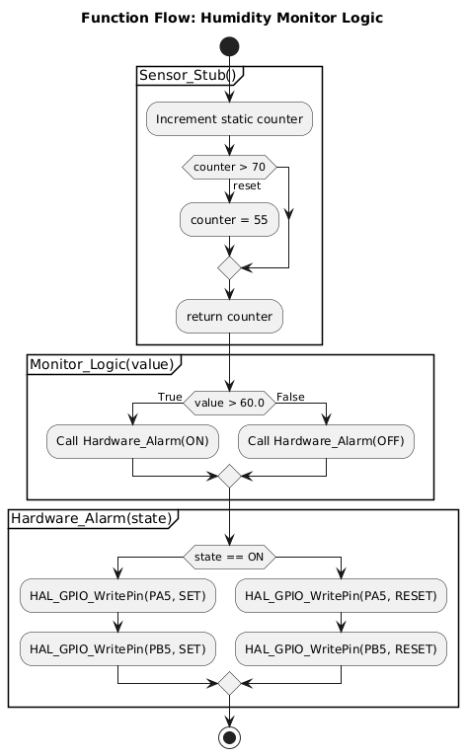 Function Flow: Humidity Monitor Logic
Sensor_Stub()
Increment static counter
counter > 70
reset
counter = 55
return counter
Monitor_Logic(value)
True
value > 60.0
False
Call Hardware_Alarm(ON)
Call Hardware_Alarm(OFF)
Hardware_Alarm(state)
state == ON
HAL_GPIO_WritePin(PA5, SET)
HAL_GPIO_WritePin(PA5, RESET)
HAL_GPIO_WritePin(PB5, SET)
HAL_GPIO_WritePin(PB5, RESET)